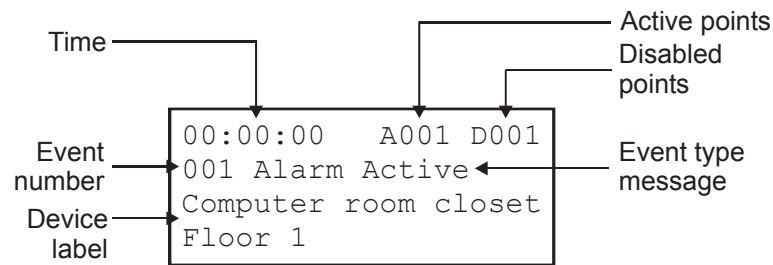 Time
Active points
Disabled
points
00:00:00 A001 D001
Event
number
001 Alarm Active
Event type
message
Device
label
Computer room closet
Floor 1